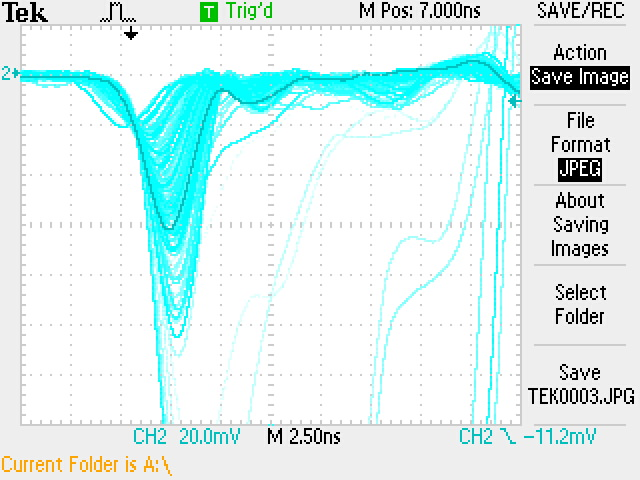 Tek
T Trig'd
M Pos: 7.000ns
SAVE/REC
Action
Save Image
File
Format
JPEG
About
Saving
Images
Select
Folder
Save
TEK0003.JPG
2
CH2 20.0mV
M 2.50ns
CH2 \ -11.2mV
Current Folder is A:\